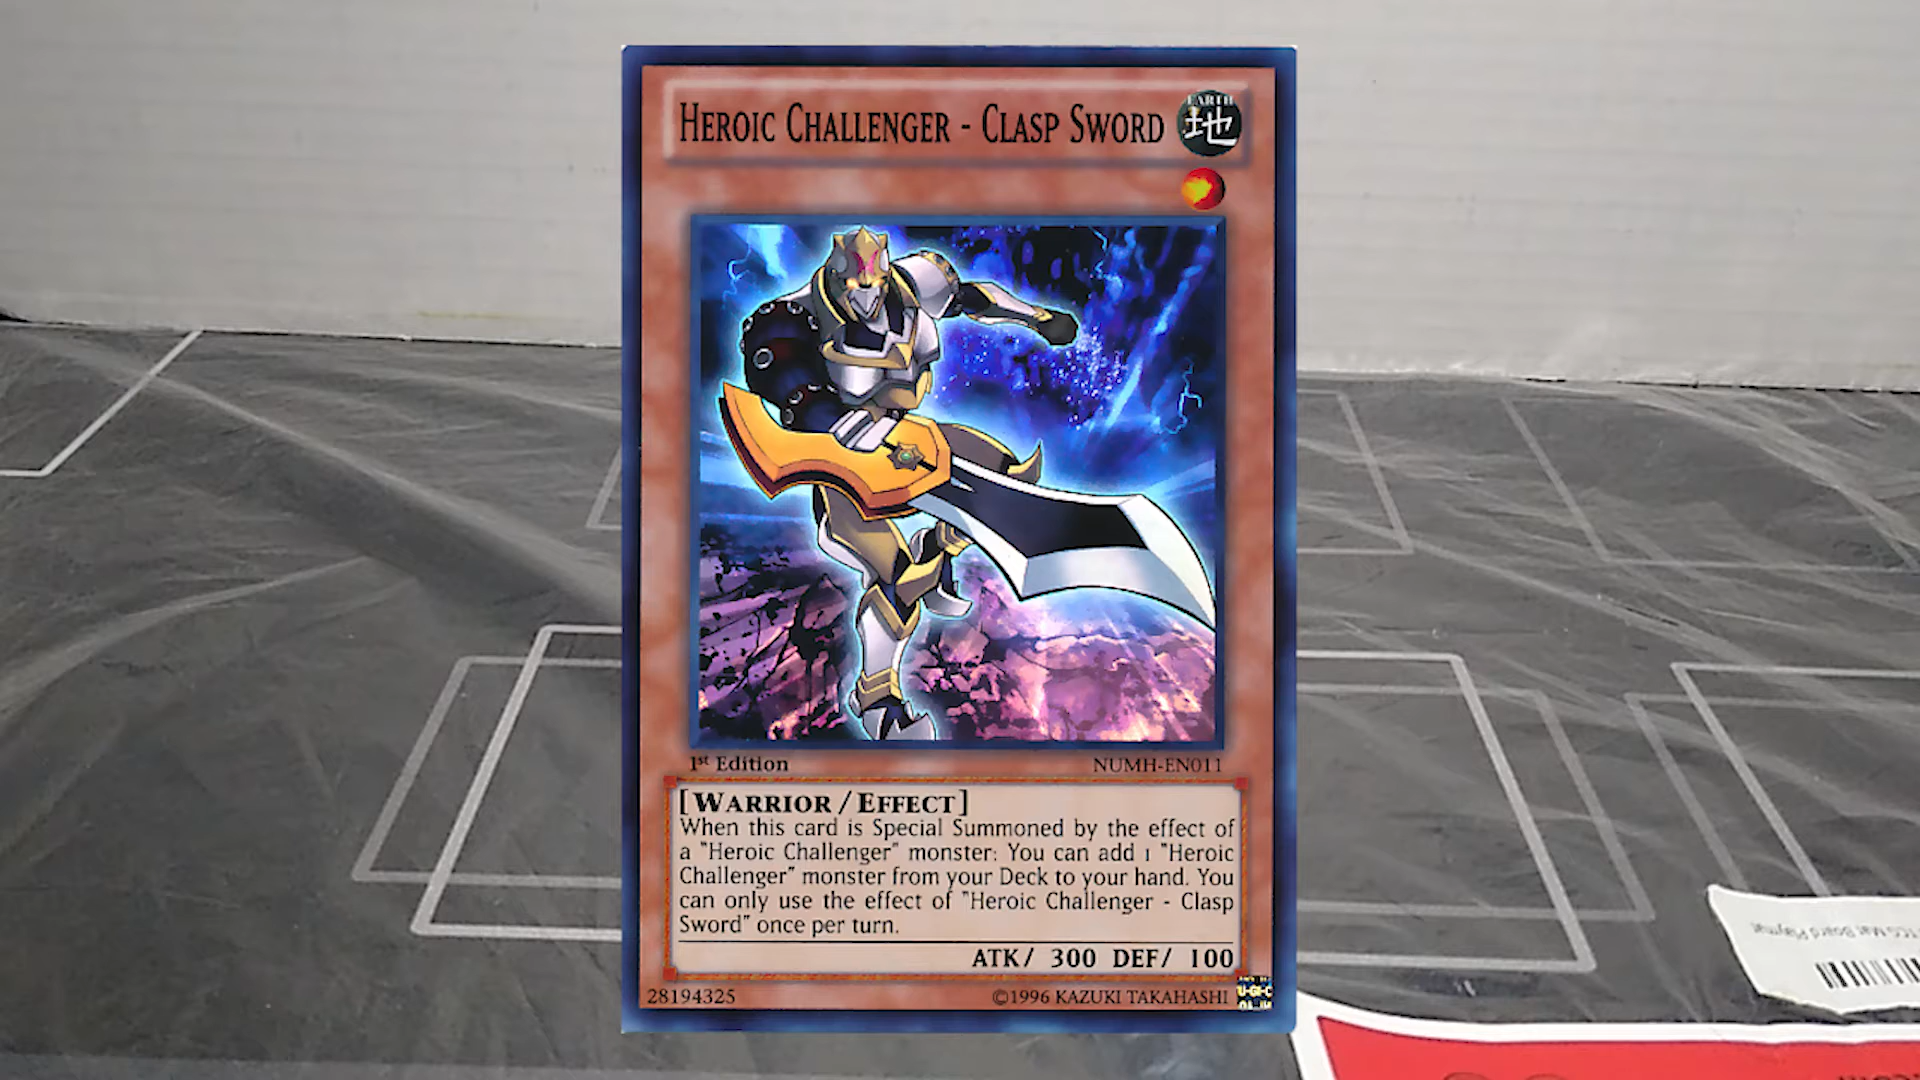 HEROIC CHALLENGER - CLASP SWORD
EARTH
地
1st Edition
NUMH-EN011
[WARRIOR/EFFECT]
When this card is Special Summoned by the effect of
a "Heroic Challenger" monster: You can add 1 "Heroic
Challenger" monster from your Deck to your hand. You
can only use the effect of "Heroic Challenger - Clasp
Sword" once per turn.
ATK/ 300 DEF/ 100
28194325
©1996 KAZUKI TAKAHASHI
Mat Board Playmat